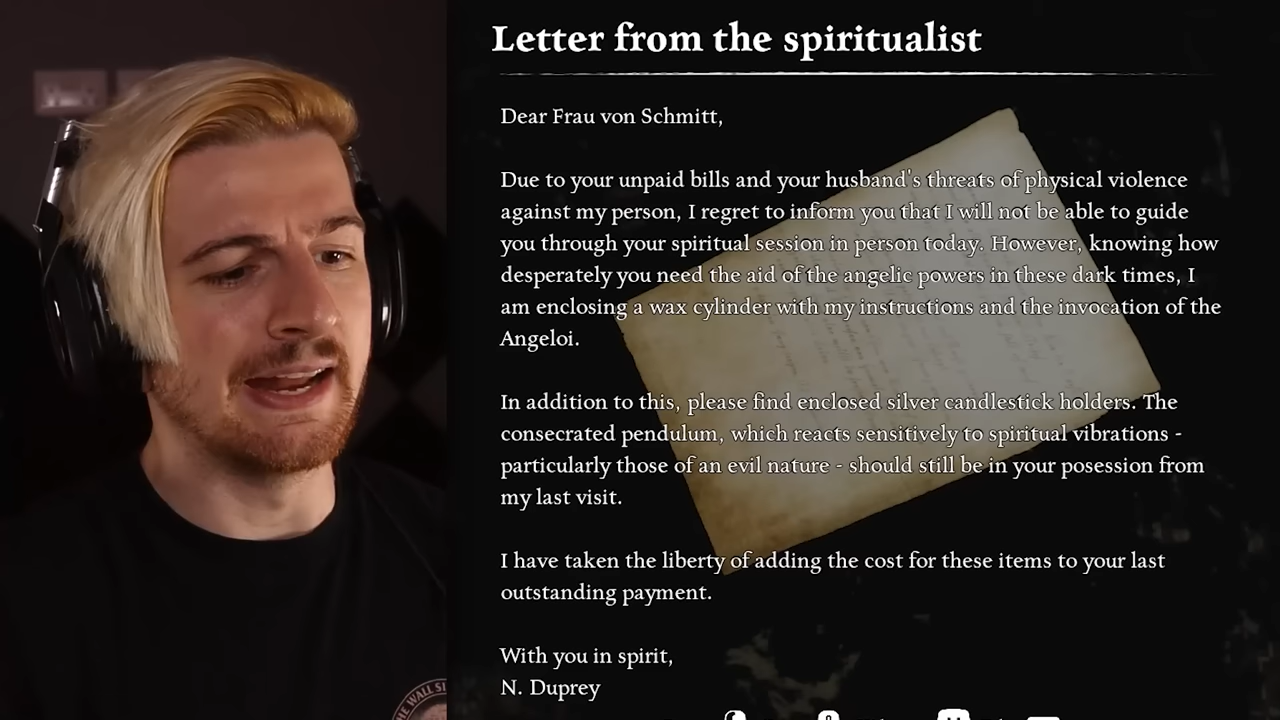 Letter from the spiritualist
Dear Frau von Schmitt,
Due to your unpaid bills and your husband's threats of physical violence
against my person, I regret to inform you that I will not be able to guide
you through your spiritual session in person today. However, knowing how
desperately you need the aid of the angelic powers in these dark times, I
am enclosing a wax cylinder with my instructions and the invocation of the
Angeloi.
In addition to this, please find enclosed silver candlestick holders. The
consecrated pendulum, which reacts sensitively to spiritual vibrations -
particularly those of an evil nature - should still be in your posession from
my last visit.
I have taken the liberty of adding the cost for these items to your last
outstanding payment.
With you in spirit,
N. Duprey
HE WALL SI